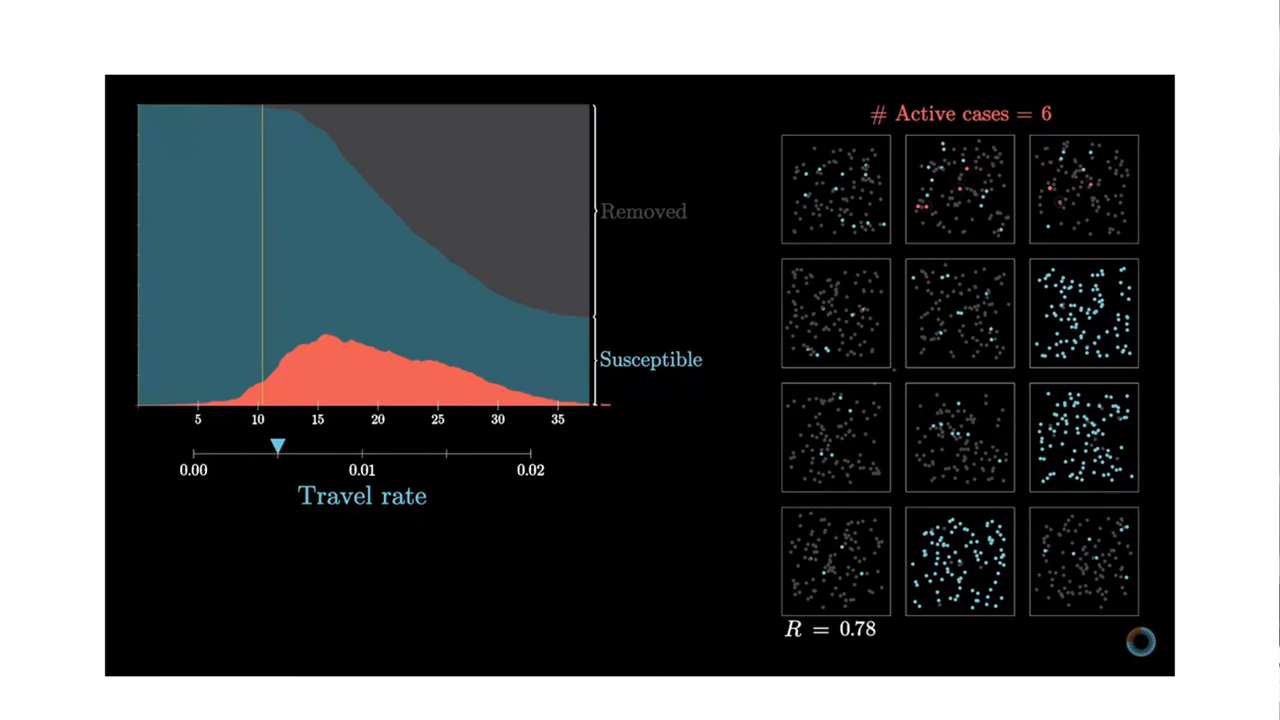 # Active cases = 6
Removed
Susceptible
5 10 15 20 25 30 35
0.00 0.01 0.02
Travel rate
R = 0.78